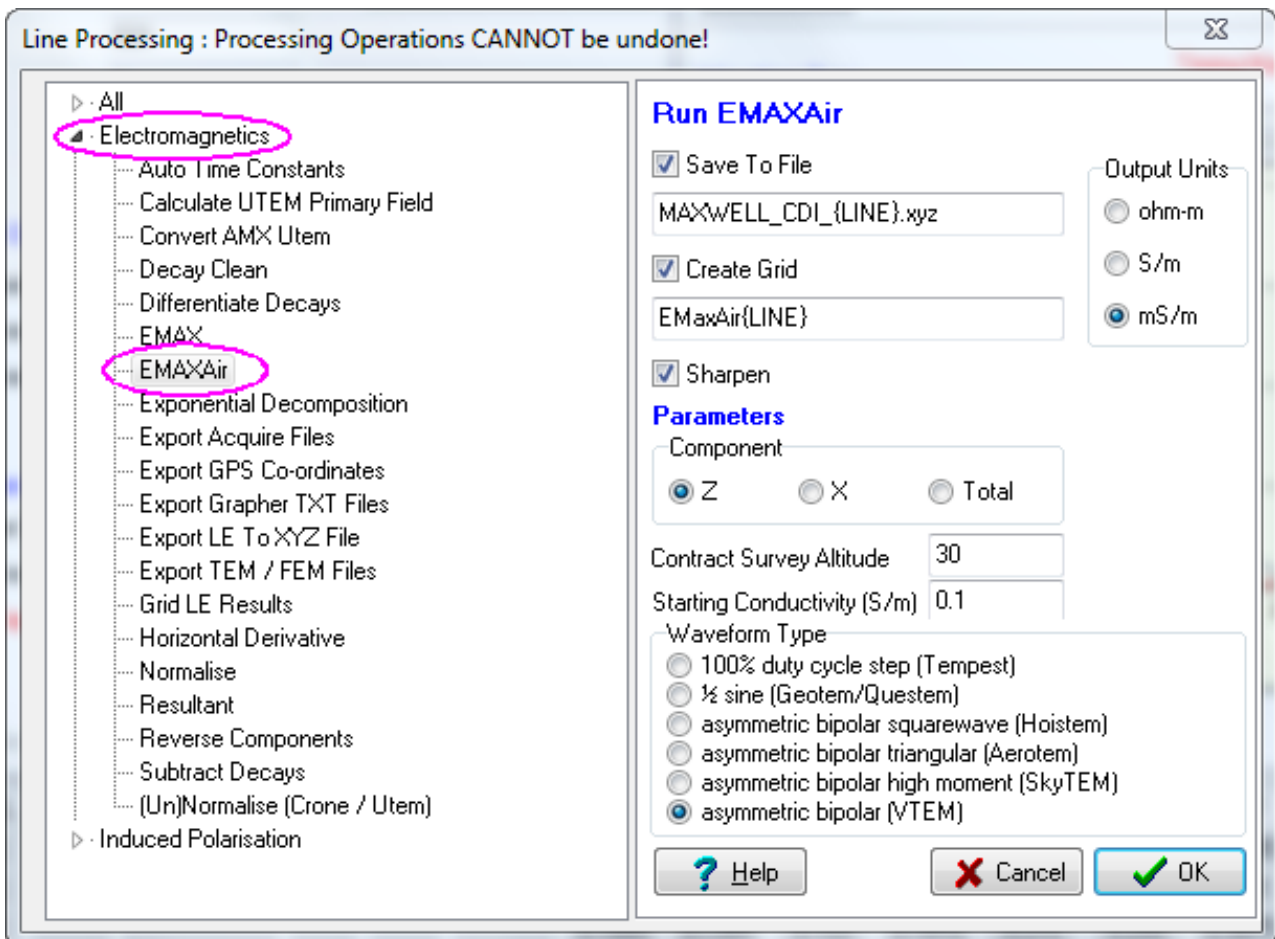 Line Processing : Processing Operations CANNOT be undone!
All
Electromagnetics
Auto Time Constants
Calculate UTEM Primary Field
Convert AMX Utem
Decay Clean
Differentiate Decays
EMAX
EMAXAir
Exponential Decomposition
Export Acquire Files
Export GPS Co-ordinates
Export Grapher TXT Files
Export LE To XYZ File
Export TEM / FEM Files
Grid LE Results
Horizontal Derivative
Normalise
Resultant
Reverse Components
Subtract Decays
(Un)Normalise (Crone / Utem)
Induced Polarisation
Run EMAXAir
Save To File
MAXWELL_CDI_{LINE}.xyz
Create Grid
EMaxAir{LINE}
Sharpen
Output Units
ohm-m
S/m
mS/m
Parameters
Component
Z X Total
Contract Survey Altitude 30
Starting Conductivity (S/m) 0.1
Waveform Type
100% duty cycle step (Tempest)
½ sine (Geotem/Questem)
asymmetric bipolar squarewave (Hoistem)
asymmetric bipolar triangular (Aerotem)
asymmetric bipolar high moment (SkyTEM)
asymmetric bipolar (VTEM)
? Help Cancel OK